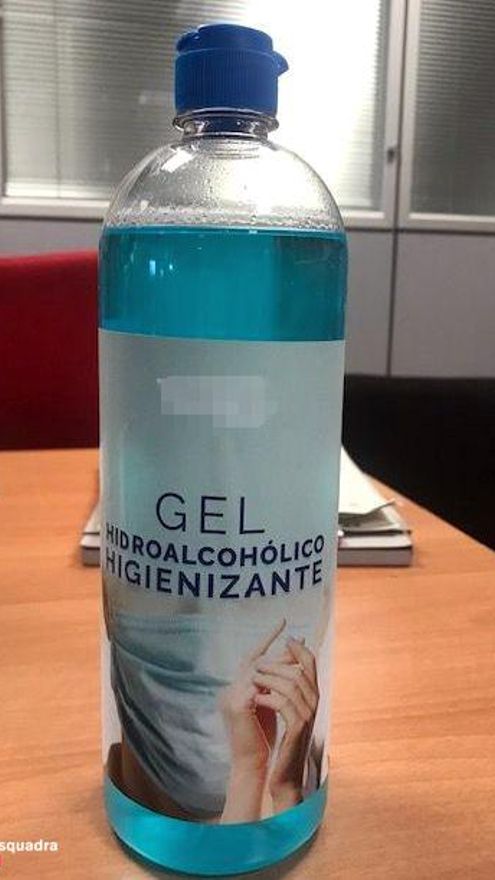 GEL
HIDROALCOHÓLICO
HIGIENIZANTE
squadra